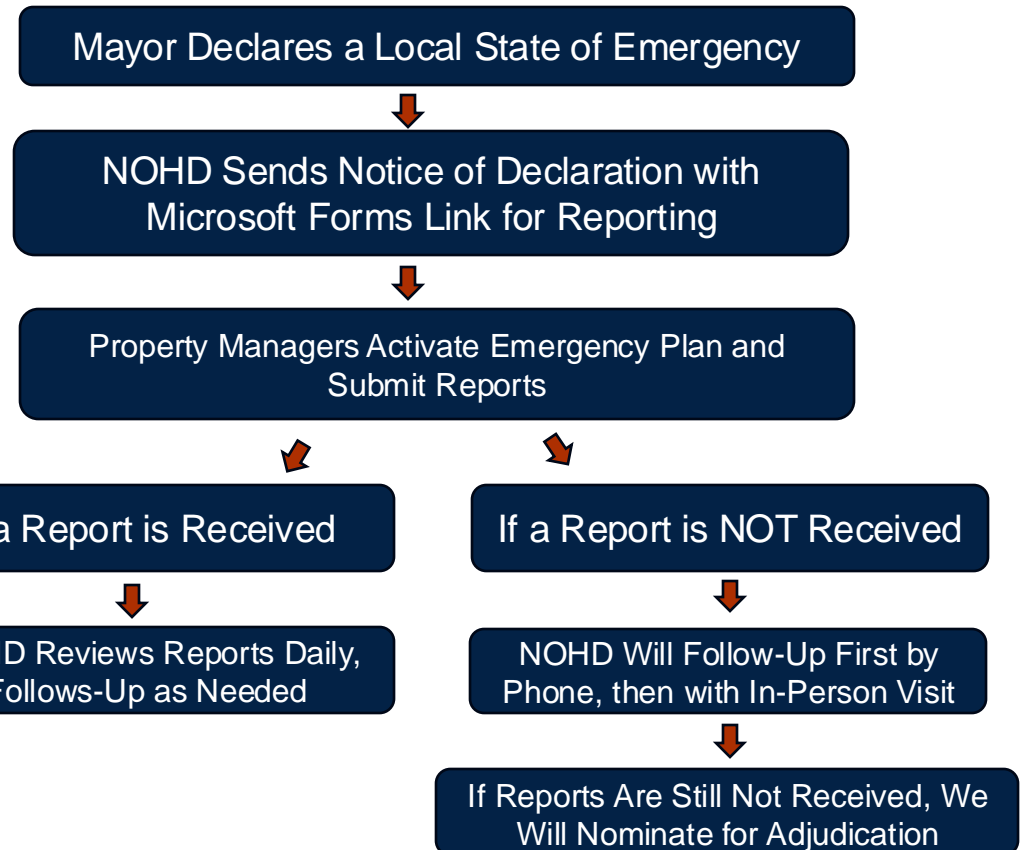 Mayor Declares a Local State of Emergency
NOHD Sends Notice of Declaration with
Microsoft Forms Link for Reporting
Property Managers Activate Emergency Plan and
Submit Reports
a Report is Received
If a Report is NOT Received
D Reviews Reports Daily,
Follows-Up as Needed
NOHD Will Follow-Up First by
Phone, then with In-Person Visit
If Reports Are Still Not Received, We
Will Nominate for Adjudication